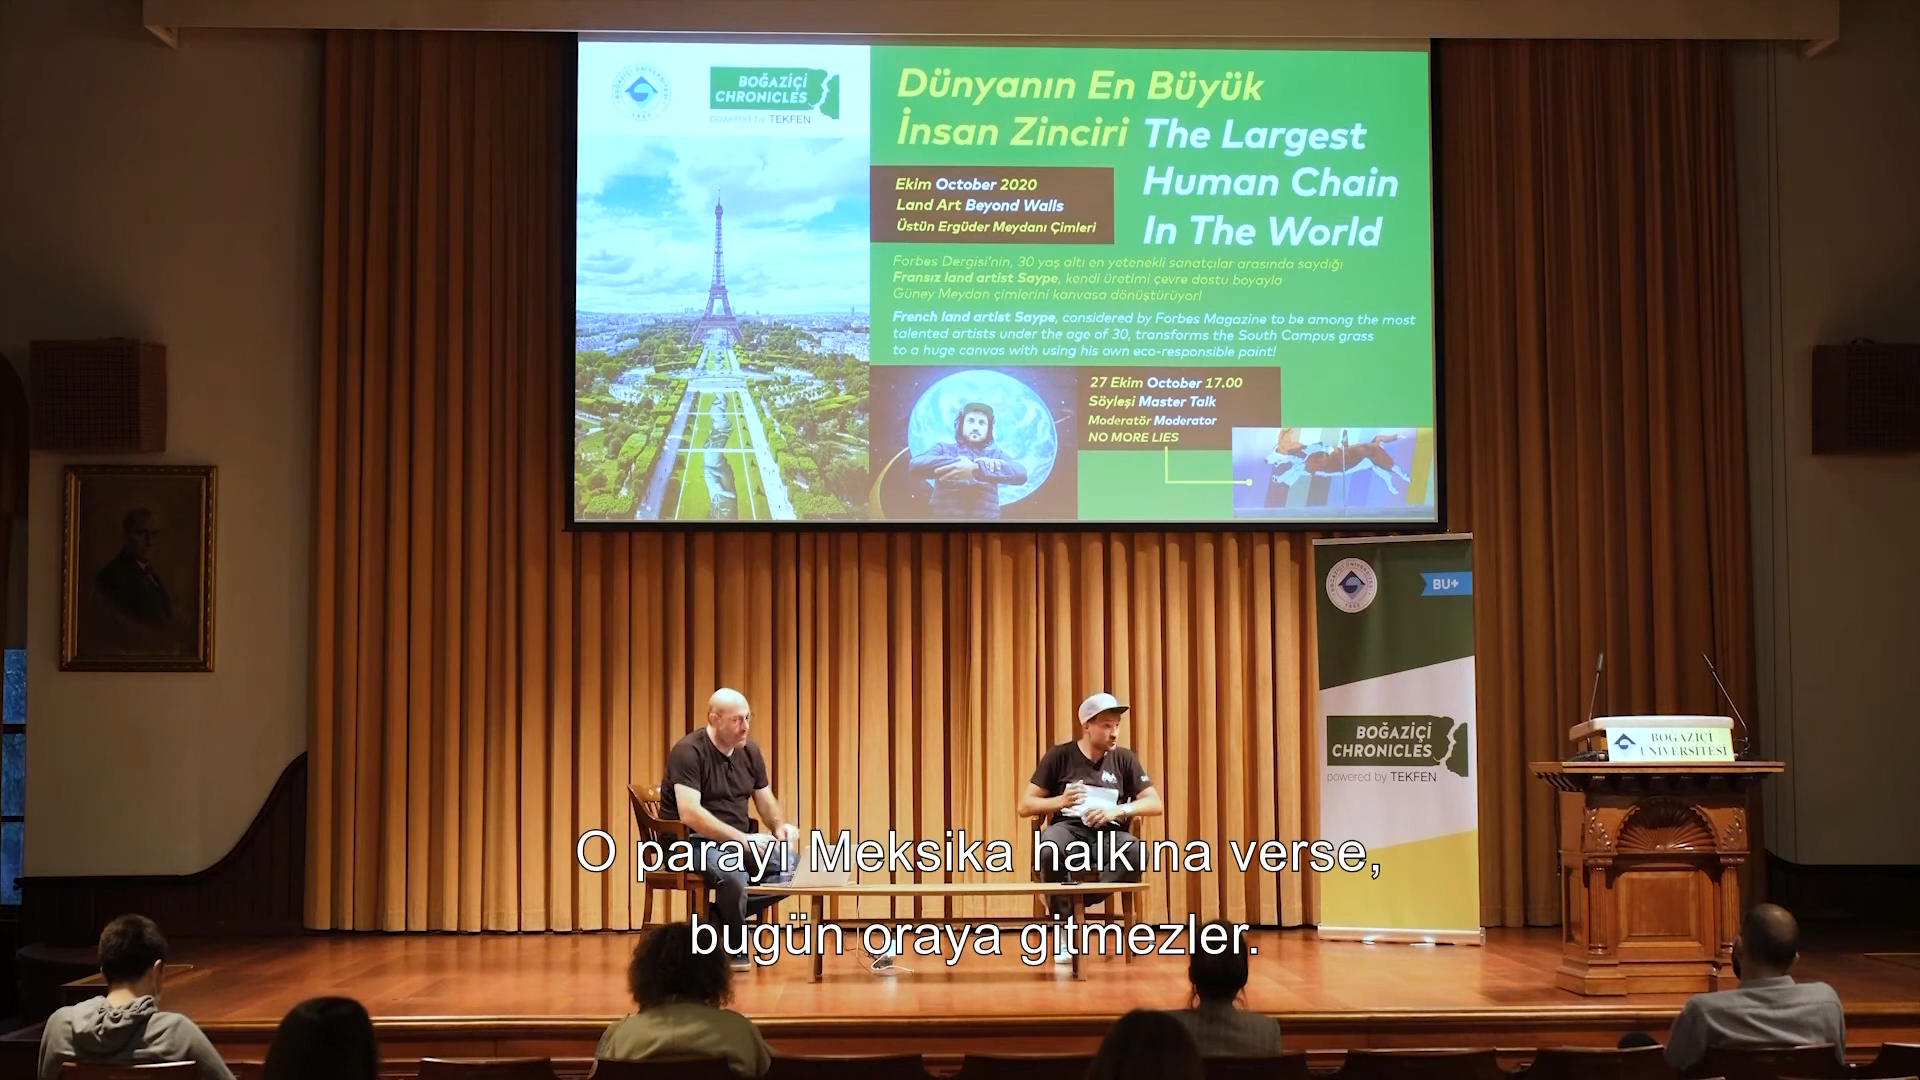 BOĞAZİÇİ ÜNİVERSİTESİ
BOĞAZİÇİ
CHRONICLES
powered by TEKFEN
Dünyanın En Büyük
İnsan Zinciri The Largest
Human Chain
In The World
Ekim October 2020
Land Art Beyond Walls
Üstün Ergüder Meydanı Çimleri
Forbes Dergisi'nin, 30 yaş altı en yetenekli sanatçılar arasında saydığı
Fransız land artist Saype, kendi üretimi çevre dostu boyayla
Güney Meydan çimlerini kanvasa dönüştürüyor!
French land artist Saype, considered by Forbes Magazine to be among the most
talented artists under the age of 30, transforms the South Campus grass
to a huge canvas with using his own eco-responsible paint!
27 Ekim October 17.00
Söyleşi Master Talk
Moderatör Moderator
NO MORE LIES
BU+
BOĞAZİÇİ
CHRONICLES
powered by TEKFEN
BOĞAZİÇİ
ÜNİVERSİTESİ
O parayı Meksika halkına verse,
bugün oraya gitmezler.